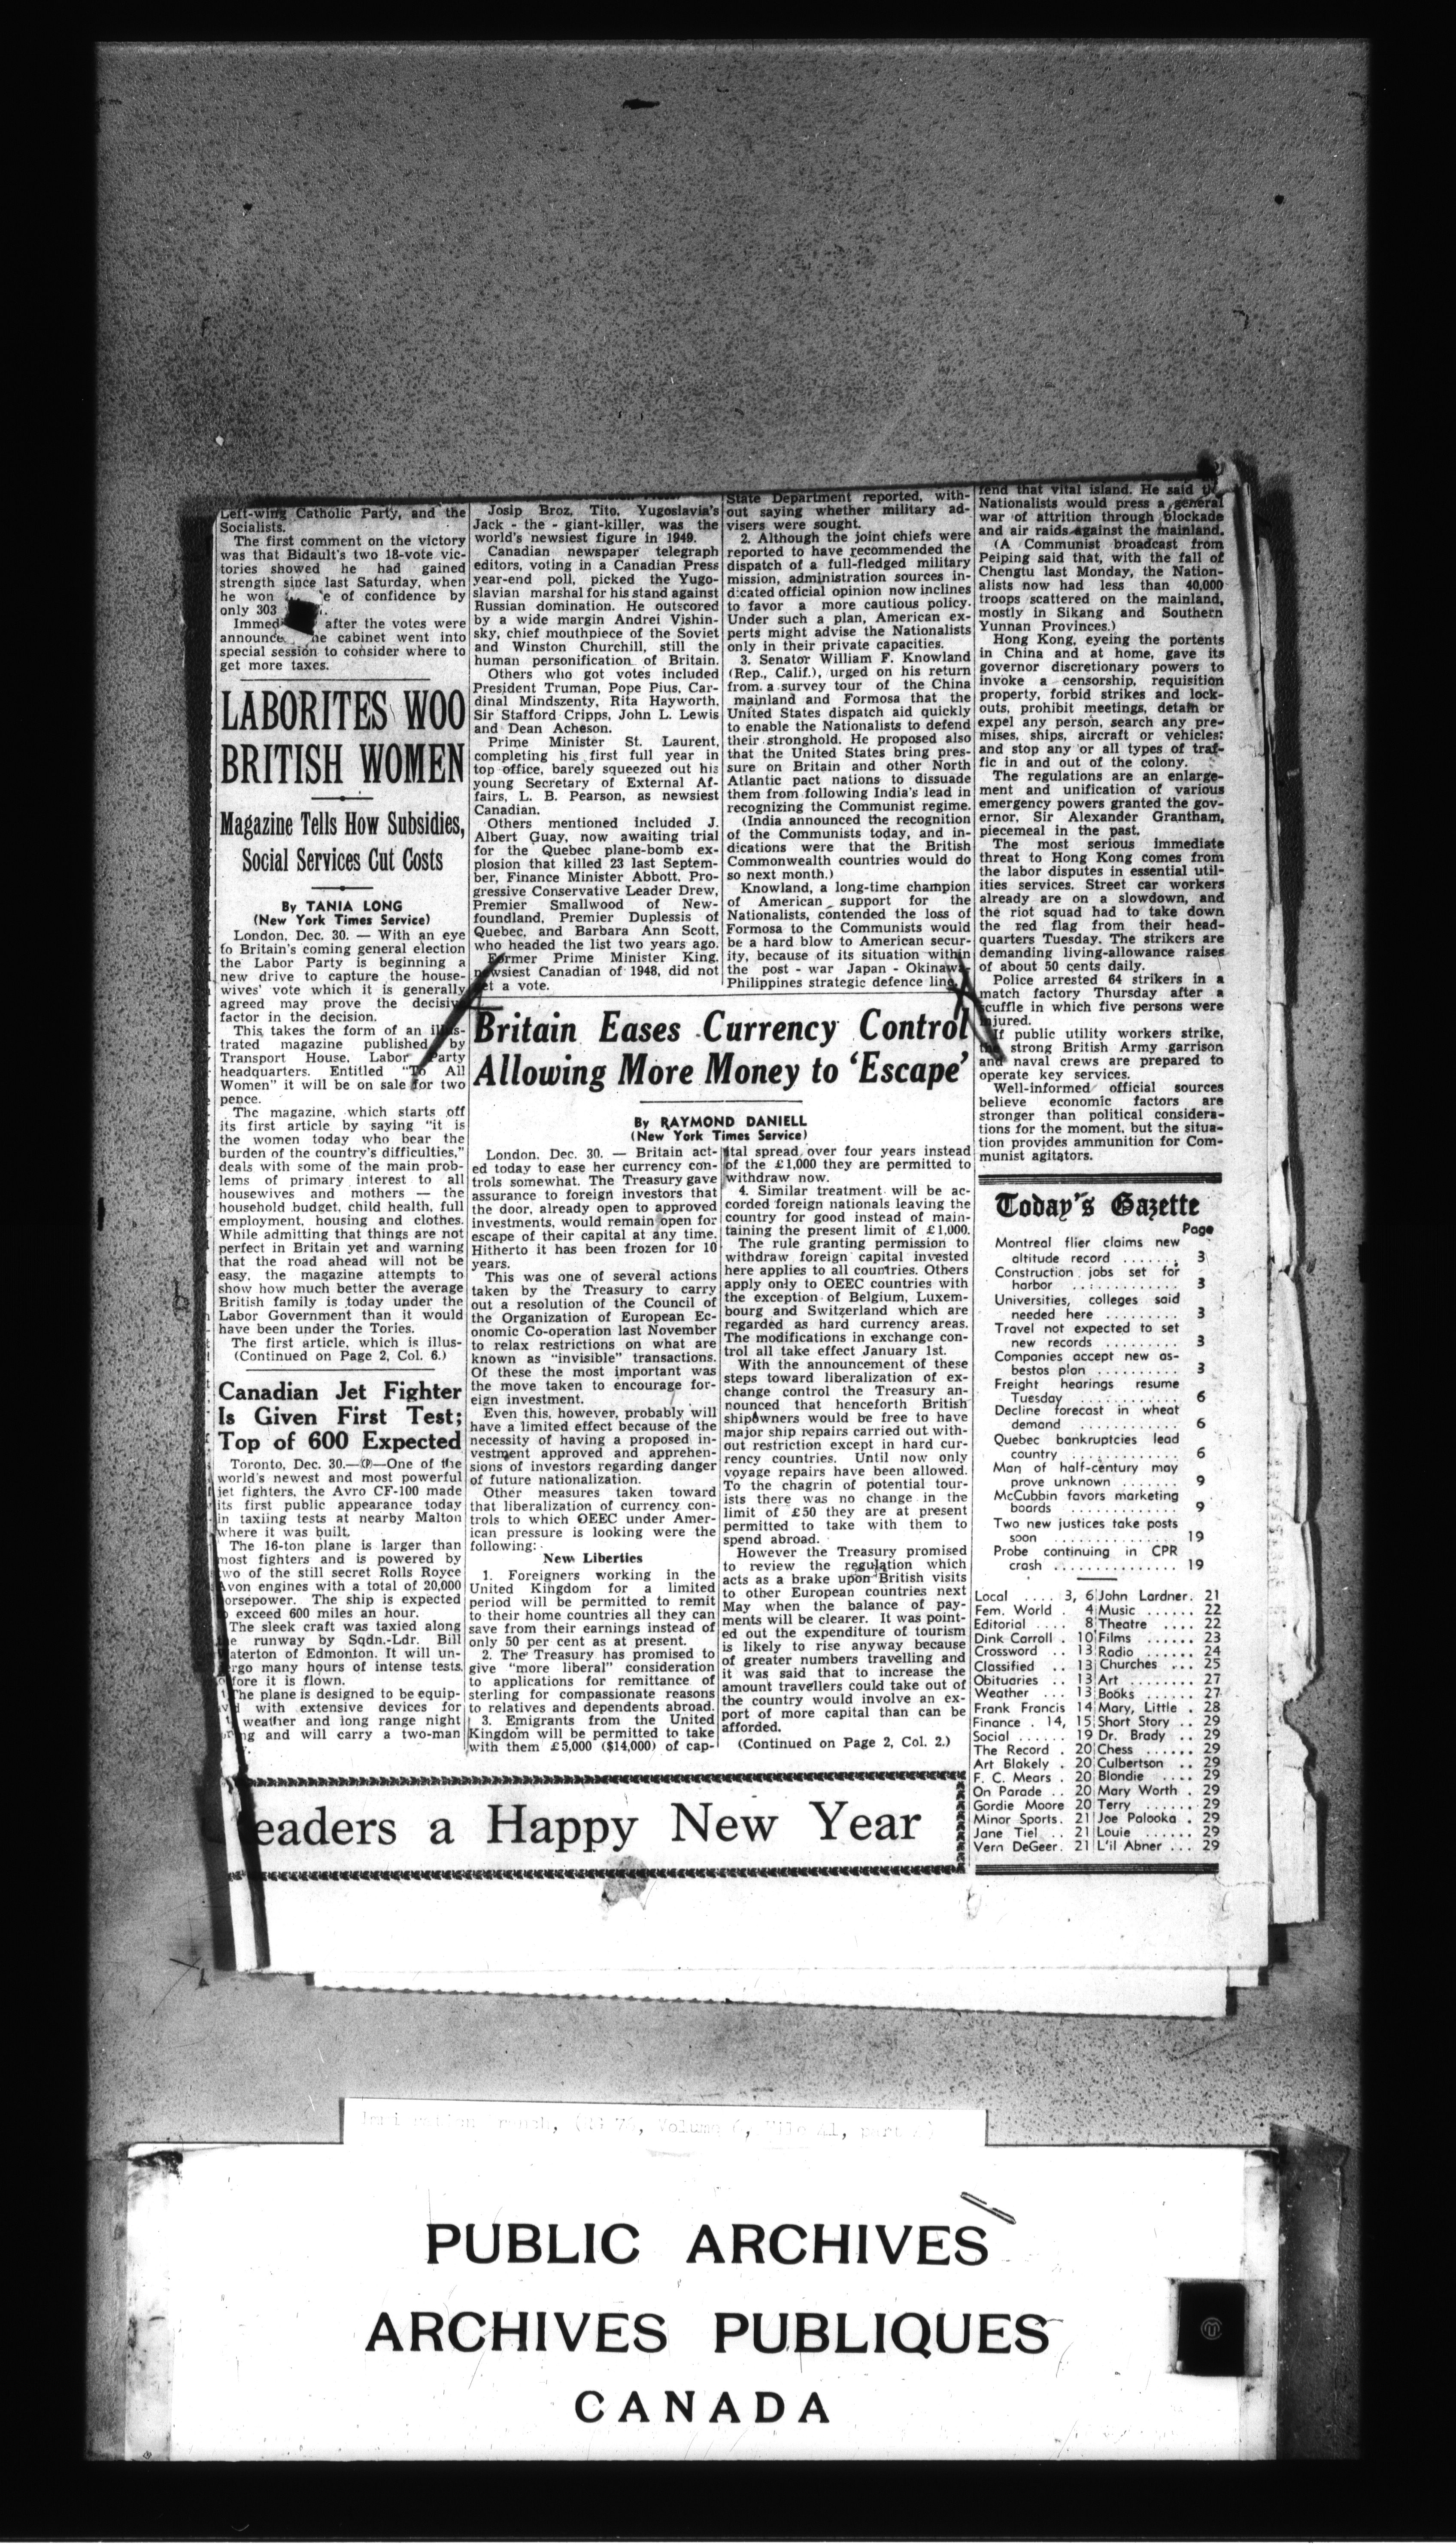 Left-wing Catholic Party, and the
Socialists.
The first comment on the victory
was that Bidault's two 18-vote vic-
tories showed he had gained
strength since last Saturday, when
he won e of confidence by
only 303
Immed after the votes were
announce he cabinet went into
special session to consider where to
get more taxes.
LABORITES WOO
BRITISH WOMEN
Magazine Tells How Subsidies,
Social Services Cut Costs
By TANIA LONG
(New York Times Service)
London, Dec. 30. — With an eye
to Britain's coming general election
the Labor Party is beginning a
new drive to capture the house-
wives' vote which it is generally
agreed may prove the decisive
factor in the decision.
This takes the form of an illus-
trated magazine published by
Transport House, Labor Party
headquarters. Entitled "To All
Women" it will be on sale for two
pence.
The magazine, which starts off
its first article by saying "it is
the women today who bear the
burden of the country's difficulties,"
deals with some of the main prob-
lems of primary interest to all
housewives and mothers — the
household budget, child health, full
employment, housing and clothes.
While admitting that things are not
perfect in Britain yet and warning
that the road ahead will not be
easy, the magazine attempts to
show how much better the average
British family is today under the
Labor Government than it would
have been under the Tories.
The first article, which is illus-
(Continued on Page 2, Col. 6.)
Canadian Jet Fighter
Is Given First Test;
Top of 600 Expected
Toronto, Dec. 30.—(P)—One of the
world's newest and most powerful
jet fighters, the Avro CF-100 made
its first public appearance today
in taxiing tests at nearby Malton
where it was built.
The 16-ton plane is larger than
most fighters and is powered by
two of the still secret Rolls Royce
Avon engines with a total of 20,000
orsepower. The ship is expected
exceed 600 miles an hour.
The sleek craft was taxied along
e runway by Sqdn.-Ldr. Bill
aterton of Edmonton. It will un-
rgo many hours of intense tests
fore it is flown.
The plane is designed to be equip-
with extensive devices for
weather and long range night
ng and will carry a two-man
Josip Broz, Tito, Yugoslavia's
Jack - the - giant-killer, was the
world's newsiest figure in 1949.
Canadian newspaper telegraph
editors, voting in a Canadian Press
year-end poll, picked the Yugo-
slavian marshal for his stand against
Russian domination. He outscored
by a wide margin Andrei Vishin-
sky, chief mouthpiece of the Soviet
and Winston Churchill, still the
human personification of Britain.
Others who got votes included
President Truman, Pope Pius, Car-
dinal Mindszenty, Rita Hayworth,
Sir Stafford Cripps, John L. Lewis
and Dean Acheson.
Prime Minister St. Laurent,
completing his first full year in
top office, barely squeezed out his
young Secretary of External Af-
fairs, L. B. Pearson, as newsiest
Canadian.
Others mentioned included J.
Albert Guay, now awaiting trial
for the Quebec plane-bomb ex-
plosion that killed 23 last Septem-
ber, Finance Minister Abbott, Pro-
gressive Conservative Leader Drew,
Premier Smallwood of New-
foundland, Premier Duplessis of
Quebec, and Barbara Ann Scott,
who headed the list two years ago.
Former Prime Minister King,
newsiest Canadian of 1948, did not
get a vote.
State Department reported, with-
out saying whether military ad-
visers were sought.
2. Although the joint chiefs were
reported to have recommended the
dispatch of a full-fledged military
mission, administration sources in-
dicated official opinion now inclines
to favor a more cautious policy.
Under such a plan, American ex-
perts might advise the Nationalists
only in their private capacities.
3. Senator William F. Knowland
(Rep., Calif.), urged on his return
from a survey tour of the China
mainland and Formosa that the
United States dispatch aid quickly
to enable the Nationalists to defend
their stronghold. He proposed also
that the United States bring pres-
sure on Britain and other North
Atlantic pact nations to dissuade
them from following India's lead in
recognizing the Communist regime.
(India announced the recognition
of the Communists today, and in-
dications were that the British
Commonwealth countries would do
so next month.)
Knowland, a long-time champion
of American support for the
Nationalists, contended the loss of
Formosa to the Communists would
be a hard blow to American secur-
ity, because of its situation within
the post - war Japan - Okinawa-
Philippines strategic defence line.
Britain Eases Currency Control
Allowing More Money to 'Escape'
By RAYMOND DANIELL
(New York Times Service)
London, Dec. 30. — Britain act-
ed today to ease her currency con-
trols somewhat. The Treasury gave
assurance to foreign investors that
the door, already open to approved
investments, would remain open for
escape of their capital at any time.
Hitherto it has been frozen for 10
years.
This was one of several actions
taken by the Treasury to carry
out a resolution of the Council of
the Organization of European Ec-
onomic Co-operation last November
to relax restrictions on what are
known as "invisible" transactions.
Of these the most important was
the move taken to encourage for-
eign investment.
Even this, however, probably will
have a limited effect because of the
necessity of having a proposed in-
vestment approved and apprehen-
sions of investors regarding danger
of future nationalization.
Other measures taken toward
that liberalization of currency con-
trols to which OEEC under Amer-
ican pressure is looking were the
following:
New Liberties
1. Foreigners working in the
United Kingdom for a limited
period will be permitted to remit
to their home countries all they can
save from their earnings instead of
only 50 per cent as at present.
2. The Treasury has promised to
give "more liberal" consideration
to applications for remittance of
sterling for compassionate reasons
to relatives and dependents abroad.
3. Emigrants from the United
Kingdom will be permitted to take
with them £5,000 ($14,000) of cap-
ital spread over four years instead
of the £1,000 they are permitted to
withdraw now.
4. Similar treatment will be ac-
corded foreign nationals leaving the
country for good instead of main-
taining the present limit of £1,000.
The rule granting permission to
withdraw foreign capital invested
here applies to all countries. Others
apply only to OEEC countries with
the exception of Belgium, Luxem-
bourg and Switzerland which are
regarded as hard currency areas.
The modifications in exchange con-
trol all take effect January 1st.
With the announcement of these
steps toward liberalization of ex-
change control the Treasury an-
nounced that henceforth British
shipowners would be free to have
major ship repairs carried out with-
out restriction except in hard cur-
rency countries. Until now only
voyage repairs have been allowed.
To the chagrin of potential tour-
ists there was no change in the
limit of £50 they are at present
permitted to take with them to
spend abroad.
However the Treasury promised
to review the regulation which
acts as a brake upon British visits
to other European countries next
May when the balance of pay-
ments will be clearer. It was point-
ed out the expenditure of tourism
is likely to rise anyway because
of greater numbers travelling and
it was said that to increase the
amount travellers could take out of
the country would involve an ex-
port of more capital than can be
afforded.
(Continued on Page 2, Col. 2.)
fend that vital island. He said the
Nationalists would press a general
war of attrition through blockade
and air raids against the mainland.
(A Communist broadcast from
Peiping said that, with the fall of
Chengtu last Monday, the Nation-
alists now had less than 40,000
troops scattered on the mainland,
mostly in Sikang and Southern
Yunnan Provinces.)
Hong Kong, eyeing the portents
in China and at home, gave its
governor discretionary powers to
invoke a censorship, requisition
property, forbid strikes and lock-
outs, prohibit meetings, detain or
expel any person, search any pre-
mises, ships, aircraft or vehicles;
and stop any or all types of traf-
fic in and out of the colony.
The regulations are an enlarge-
ment and unification of various
emergency powers granted the gov-
ernor, Sir Alexander Grantham,
piecemeal in the past.
The most serious immediate
threat to Hong Kong comes from
the labor disputes in essential util-
ities services. Street car workers
already are on a slowdown, and
the riot squad had to take down
the red flag from their head-
quarters Tuesday. The strikers are
demanding living-allowance raises
of about 50 cents daily.
Police arrested 64 strikers in a
match factory Thursday after a
scuffle in which five persons were
injured.
If public utility workers strike,
the strong British Army garrison
and naval crews are prepared to
operate key services.
Well-informed official sources
believe economic factors are
stronger than political considera-
tions for the moment, but the situa-
tion provides ammunition for Com-
munist agitators.
Today's Gazette
Page
Montreal flier claims new
altitude record ....... 3
Construction jobs set for
harbor ............ 3
Universities, colleges said
needed here ......... 3
Travel not expected to set
new records ......... 3
Companies accept new as-
bestos plan .......... 3
Freight hearings resume
Tuesday ............ 6
Decline forecast in wheat
demand ............ 6
Quebec bankruptcies lead
country ............ 6
Man of half-century may
prove unknown ....... 9
McCubbin favors marketing
boards ............. 9
Two new justices take posts
soon .............. 19
Probe continuing in CPR
crash .............. 19
Local .... 3, 6 John Lardner. 21
Fem. World . 4 Music ...... 22
Editorial .... 8 Theatre .... 22
Dink Carroll . 10 Films ...... 23
Crossword .. 13 Radio ...... 24
Classified .. 13 Churches ... 25
Obituaries .. 13 Art ....... 27
Weather ... 13 Books ...... 27
Frank Francis 14 Mary, Little . 28
Finance . 14, 15 Short Story .. 29
Social ...... 19 Dr. Brady .. 29
The Record . 20 Chess ...... 29
Art Blakely . 20 Culbertson .. 29
F. C. Mears . 20 Blondie .... 29
On Parade .. 20 Mary Worth . 29
Gordie Moore 20 Terry ....... 29
Minor Sports. 21 Joe Palooka . 29
Jane Tiel .. 21 Louie ...... 29
Vern DeGeer. 21 L'il Abner ... 29
eaders a Happy New Year
PUBLIC ARCHIVES
ARCHIVES PUBLIQUES
CANADA